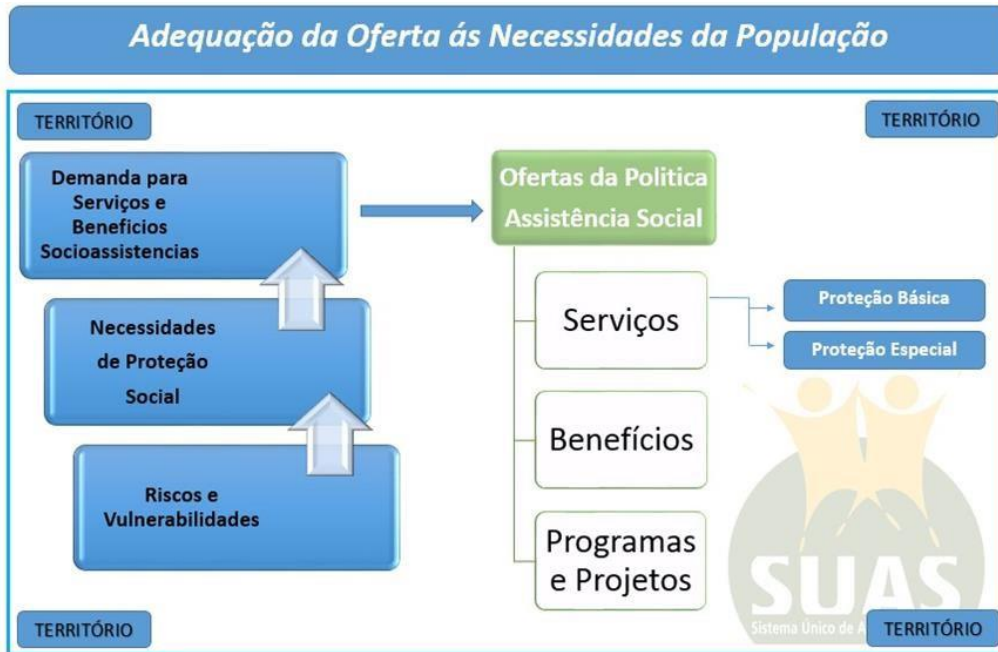 Adequação da Oferta ás Necessidades da População
TERRITÓRIO
TERRITÓRIO
Demanda para
Serviços e
Beneficios
Socioassistencias
Necessidades
de Proteção
Social
Riscos e
Vulnerabilidades
Ofertas da Politica
Assistência Social
Serviços
Proteção Básica
Proteção Especial
Benefícios
Programas
e Projetos
SUAS
Sistema Único de
TERRITÓRIO
TERRITÓRIO